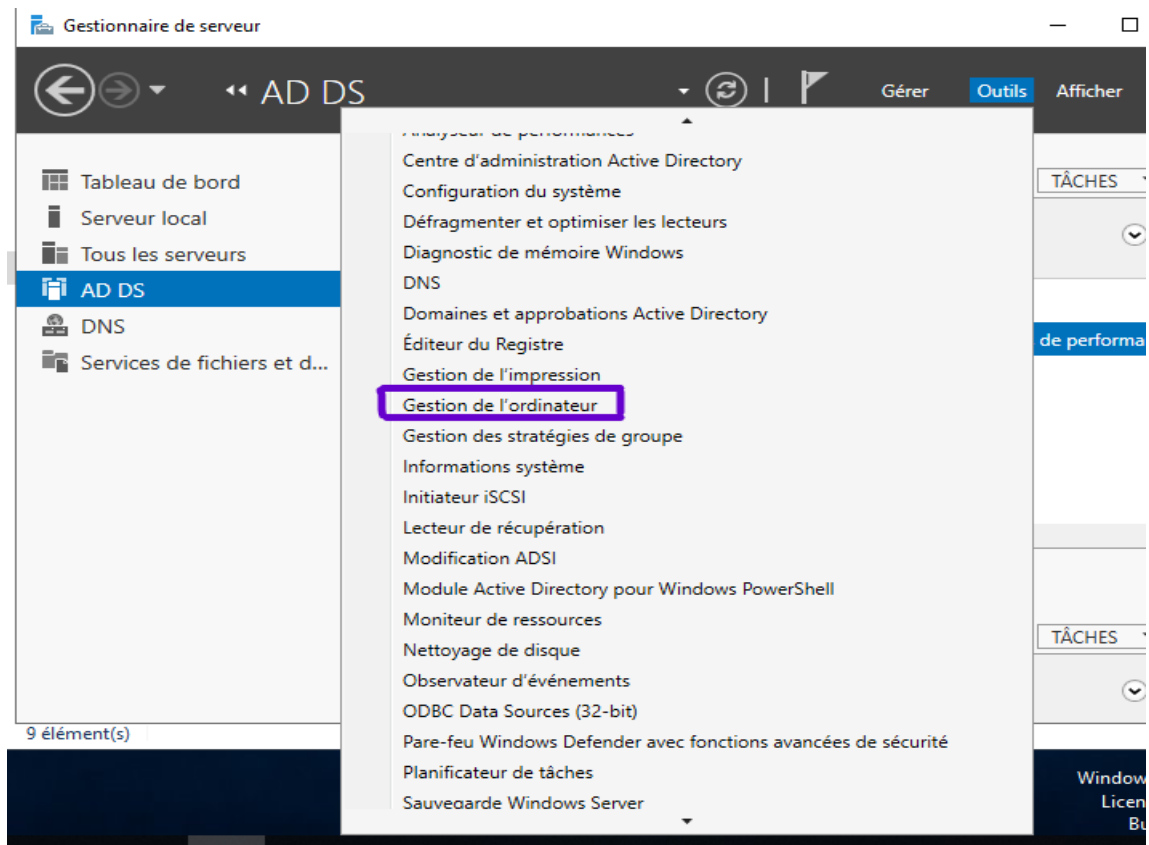 Gestionnaire de serveur
AD DS
Gérer
Outils
Afficher
Tableau de bord
Serveur local
Tous les serveurs
AD DS
DNS
Services de fichiers et d...
9 élément(s)
Analyseur de performances
Centre d'administration Active Directory
Configuration du système
Défragmenter et optimiser les lecteurs
Diagnostic de mémoire Windows
DNS
Domaines et approbations Active Directory
Éditeur du Registre
Gestion de l'impression
Gestion de l'ordinateur
Gestion des stratégies de groupe
Informations système
Initiateur iSCSI
Lecteur de récupération
Modification ADSI
Module Active Directory pour Windows PowerShell
Moniteur de ressources
Nettoyage de disque
Observateur d'événements
ODBC Data Sources (32-bit)
Pare-feu Windows Defender avec fonctions avancées de sécurité
Planificateur de tâches
Sauvegarde Windows Server
TÂCHES
de performa
TÂCHES
Window
Licen
Bu